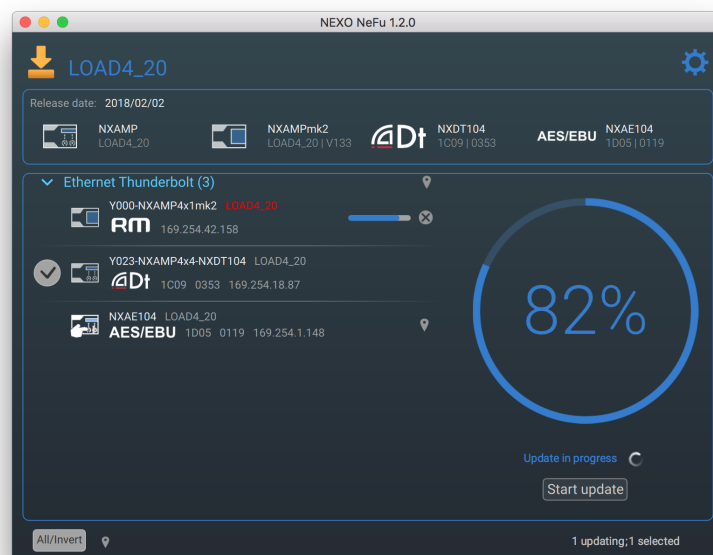 NEXO NeFu 1.2.0
LOAD4_20
Release date: 2018/02/02
NXAMP
LOAD4_20
NXAMPmk2
LOAD4_20 | V133
Dt
NXDT104
1C09 | 0353
AES/EBU
NXAE104
1D05 | 0119
Ethernet Thunderbolt (3)
Y000-NXAMP4x1mk2 LOAD4_20
RM 169.254.42.158
Y023-NXAMP4x4-NXDT104 LOAD4_20
Dt 1C09 0353 169.254.18.87
NXAE104 LOAD4_20
AES/EBU 1D05 0119 169.254.1.148
82%
Update in progress
Start update
All/Invert
1 updating;1 selected